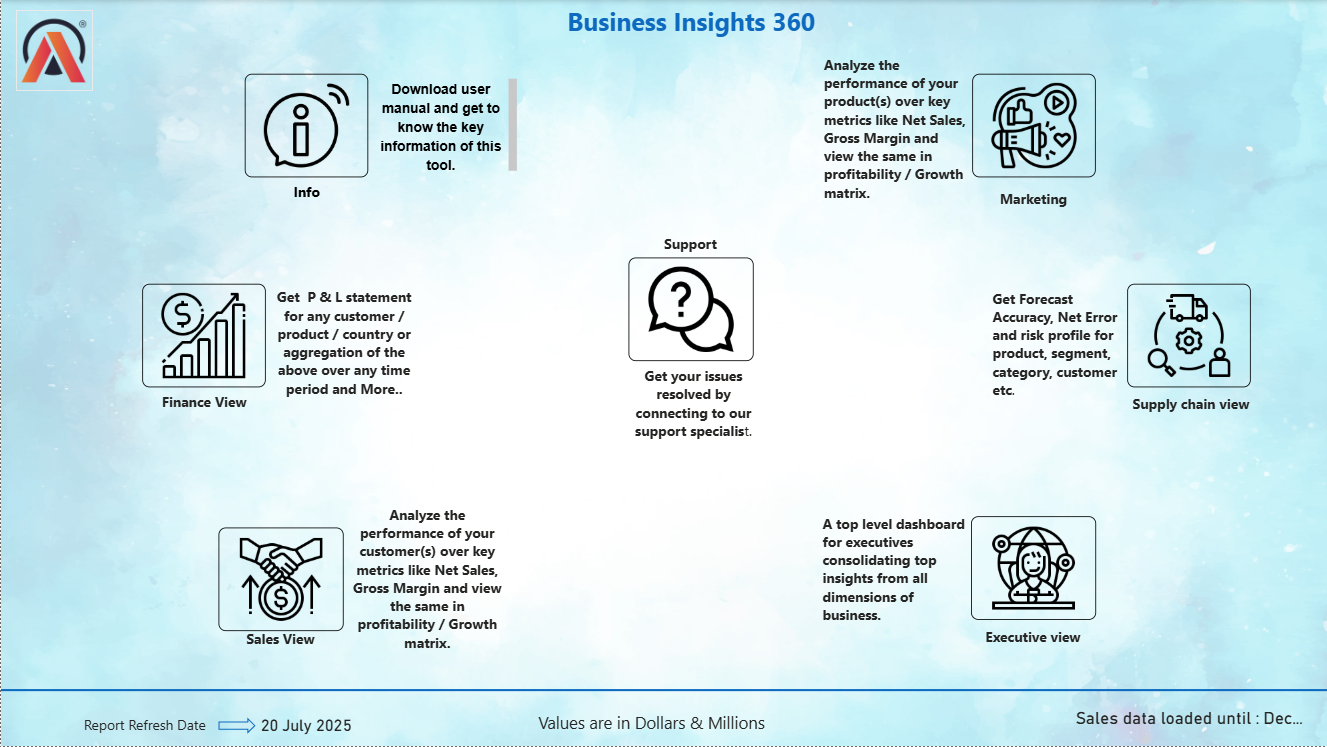 Business Insights 360
®
Download user
manual and get to
know the key
information of this
tool.
Info
Analyze the
performance of your
product(s) over key
metrics like Net Sales,
Gross Margin and
view the same in
profitability / Growth
matrix.
Marketing
Support
Get your issues
resolved by
connecting to our
support specialist.
Get  P & L statement
for any customer /
product / country or
aggregation of the
above over any time
period and More..
Finance View
Get Forecast
Accuracy, Net Error
and risk profile for
product, segment,
category, customer
etc.
Supply chain view
Analyze the
performance of your
customer(s) over key
metrics like Net Sales,
Gross Margin and view
the same in
profitability / Growth
matrix.
Sales View
A top level dashboard
for executives
consolidating top
insights from all
dimensions of
business.
Executive view
Report Refresh Date
20 July 2025
Values are in Dollars & Millions
Sales data loaded until : Dec...